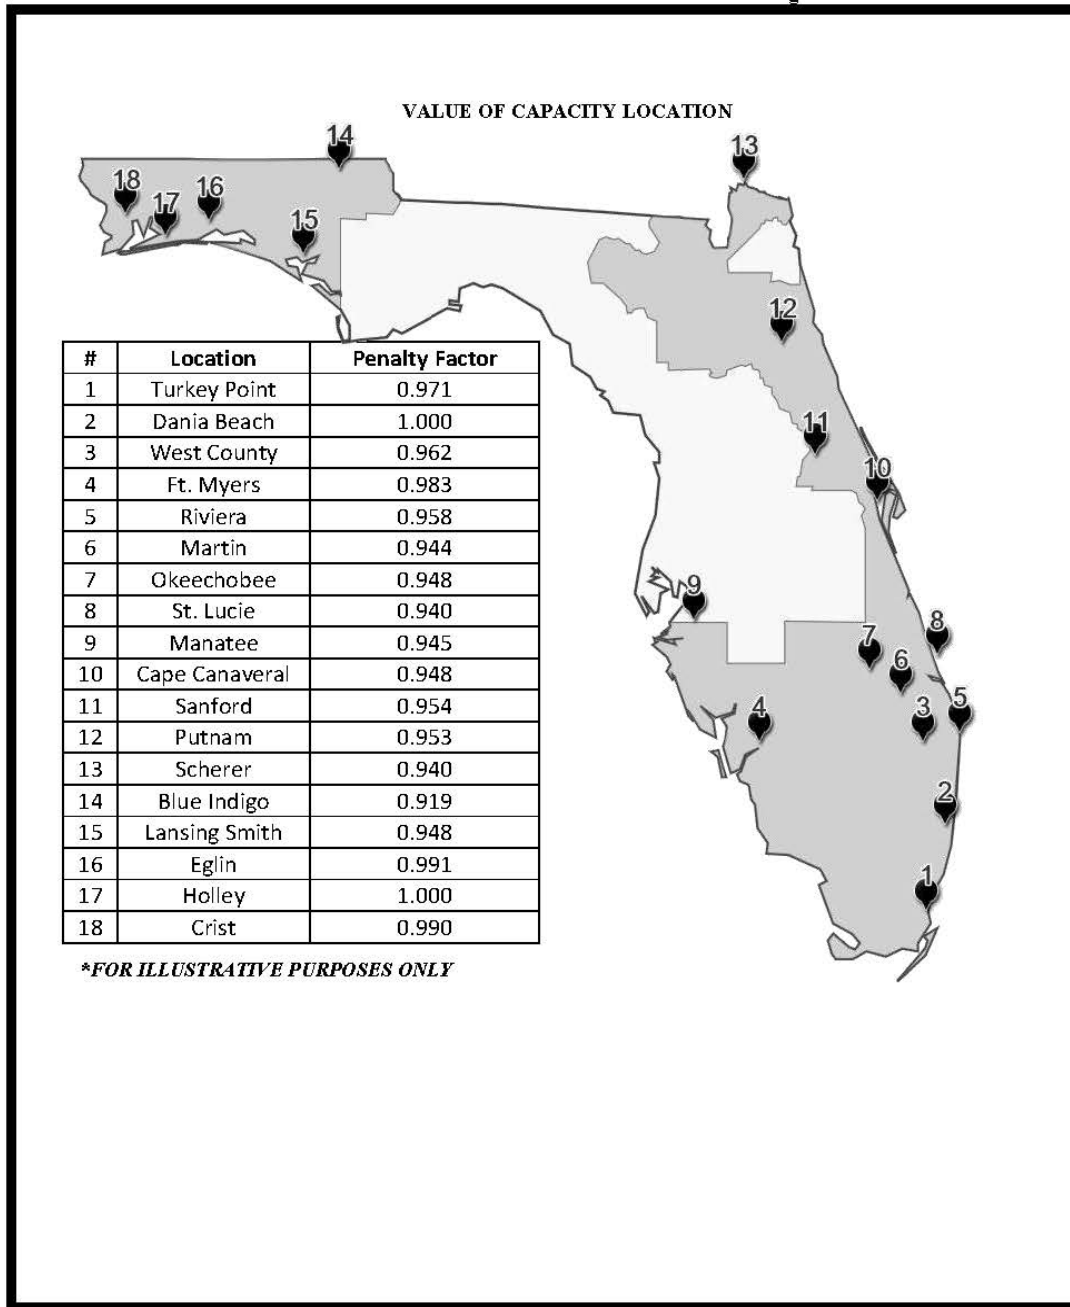 VALUE OF CAPACITY LOCATION
14
13
18
17
16
15
12
11
10
9
8
7
6
5
4
3
2
1
# Location Penalty Factor
1 Turkey Point 0.971
2 Dania Beach 1.000
3 West County 0.962
4 Ft. Myers 0.983
5 Riviera 0.958
6 Martin 0.944
7 Okeechobee 0.948
8 St. Lucie 0.940
9 Manatee 0.945
10 Cape Canaveral 0.948
11 Sanford 0.954
12 Putnam 0.953
13 Scherer 0.940
14 Blue Indigo 0.919
15 Lansing Smith 0.948
16 Eglin 0.991
17 Holley 1.000
18 Crist 0.990
*FOR ILLUSTRATIVE PURPOSES ONLY